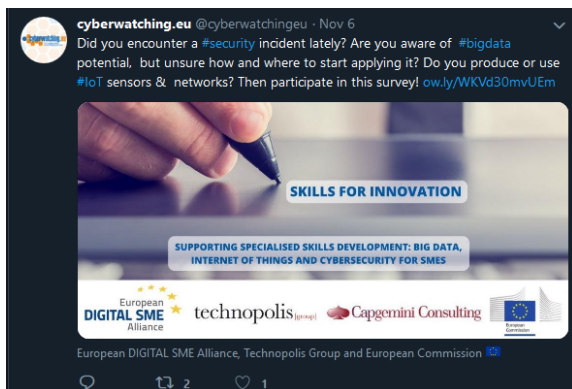 cyberwatching.eu @cyberwatchingeu · Nov 6
Did you encounter a #security incident lately? Are you aware of #bigdata
potential, but unsure how and where to start applying it? Do you produce or use
#IoT sensors & networks? Then participate in this survey! ow.ly/WKVd30mvUEm
SKILLS FOR INNOVATION
SUPPORTING SPECIALISED SKILLS DEVELOPMENT: BIG DATA,
INTERNET OF THINGS AND CYBERSECURITY FOR SMES
European
DIGITAL SME
Alliance
technopolis |group|
Capgemini Consulting
European
Commission
European DIGITAL SME Alliance, Technopolis Group and European Commission
2
1